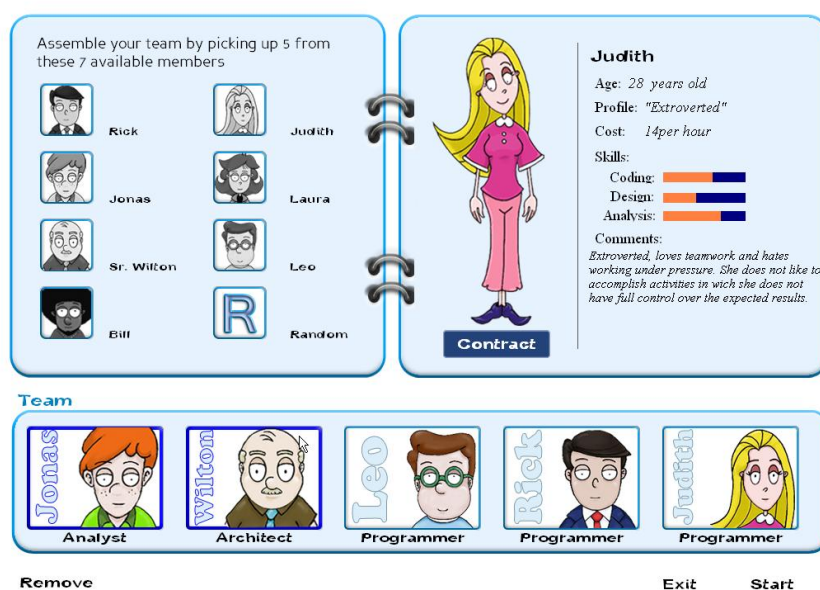 Assemble your team by picking up 5 from
these 7 available members
Rick
Judith
Jonas
Laura
Sr. Wilton
Leo
Bill
R
Random
Judith
Age: 28 years old
Profile: "Extroverted"
Cost: 14per hour
Skills:
Coding:
Design:
Analysis:
Comments:
Extroverted, loves teamwork and hates
working under pressure. She does not like to
accomplish activities in wich she does not
have full control over the expected results.
Contract
Team
Jonas
Wilton
Leo
Rick
Judith
Analyst
Architect
Programmer
Programmer
Programmer
Remove
Exit
Start